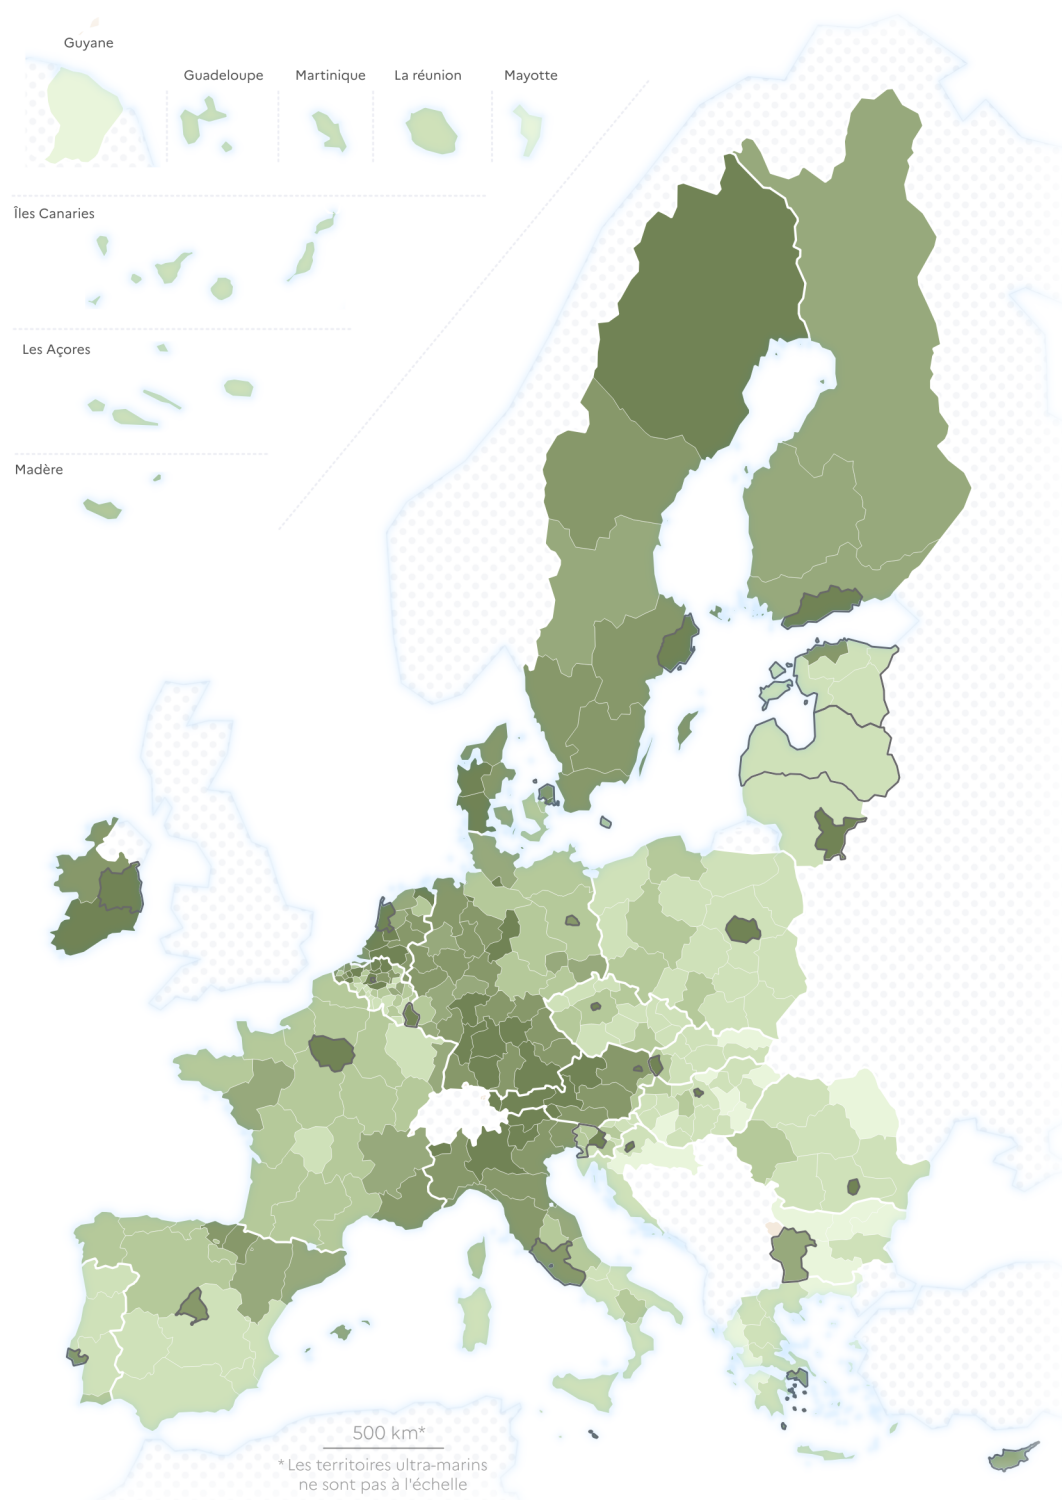 Guyane
Guadeloupe
Martinique
La réunion
Mayotte
Îles Canaries
Les Açores
Madère
500 km*
* Les territoires ultra-marins
ne sont pas à l'échelle